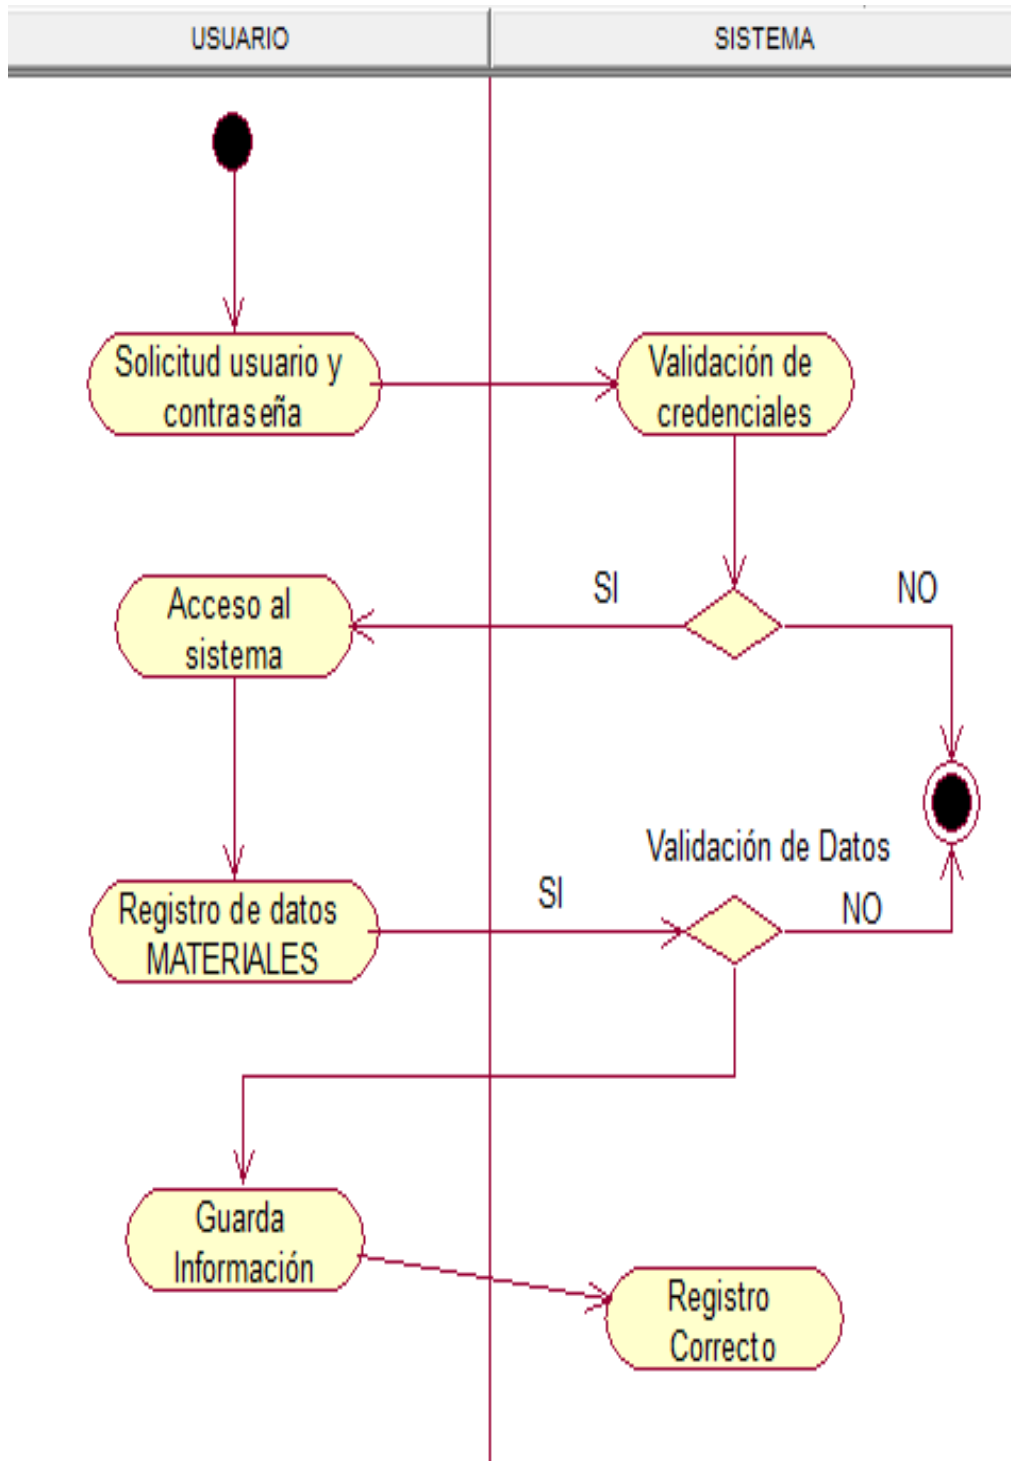 USUARIO
SISTEMA
Solicitud usuario y
contraseña
Validación de
credenciales
SI
NO
Acceso al
sistema
Validación de Datos
Registro de datos
MATERIALES
SI
NO
Guarda
Información
Registro
Correcto